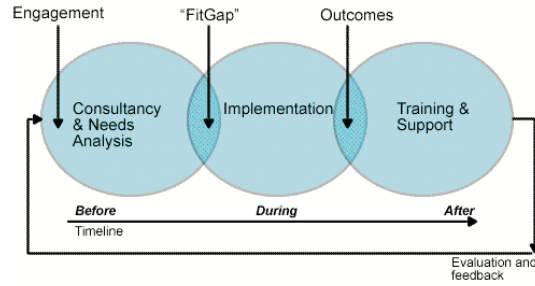 Engagement
“FitGap”
Outcomes
Consultancy
& Needs
Analysis
Implementation
Training &
Support
Before
During
After
Timeline
Evaluation and
feedback